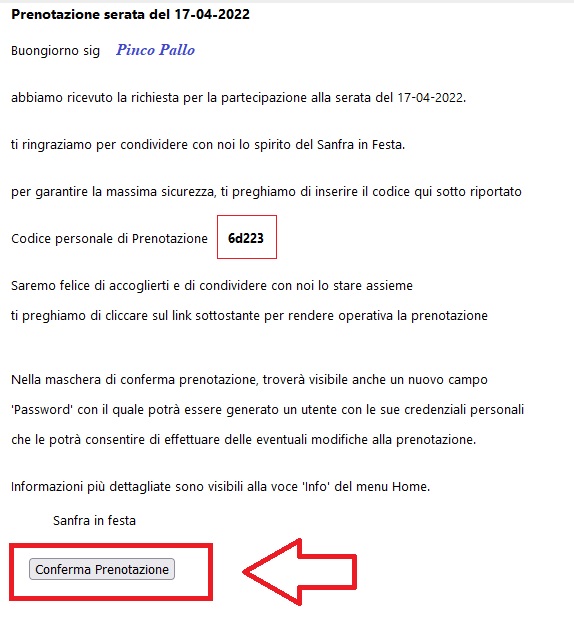 Prenotazione serata del 17-04-2022
Buongiorno sig Pinco Pallo
abbiamo ricevuto la richiesta per la partecipazione alla serata del 17-04-2022.
ti ringraziamo per condividere con noi lo spirito del Sanfra in Festa.
per garantire la massima sicurezza, ti preghiamo di inserire il codice qui sotto riportato
Codice personale di Prenotazione 6d223
Saremo felice di accoglierti e di condividere con noi lo stare assieme
ti preghiamo di cliccare sul link sottostante per rendere operativa la prenotazione
Nella maschera di conferma prenotazione, troverà visibile anche un nuovo campo
'Password' con il quale potrà essere generato un utente con le sue credenziali personali
che le potrà consentire di effettuare delle eventuali modifiche alla prenotazione.
Informazioni più dettagliate sono visibili alla voce 'Info' del menu Home.
Sanfra in festa
Conferma Prenotazione